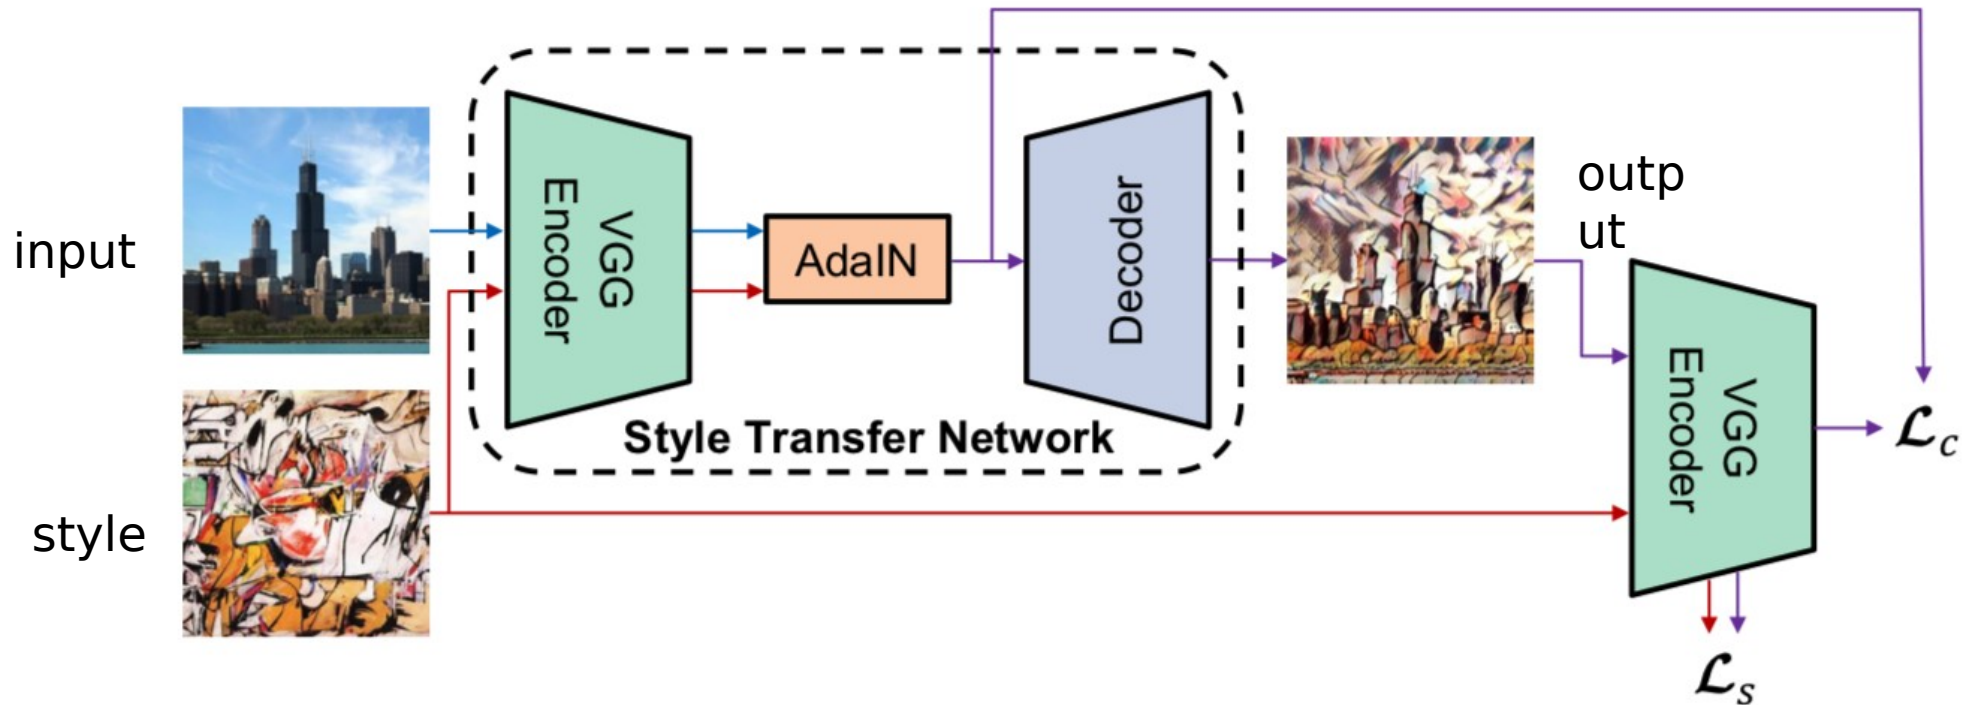 input
style
VGG
Encoder
AdaIN
Decoder
Style Transfer Network
outp
ut
VGG
Encoder
ℒc
ℒs